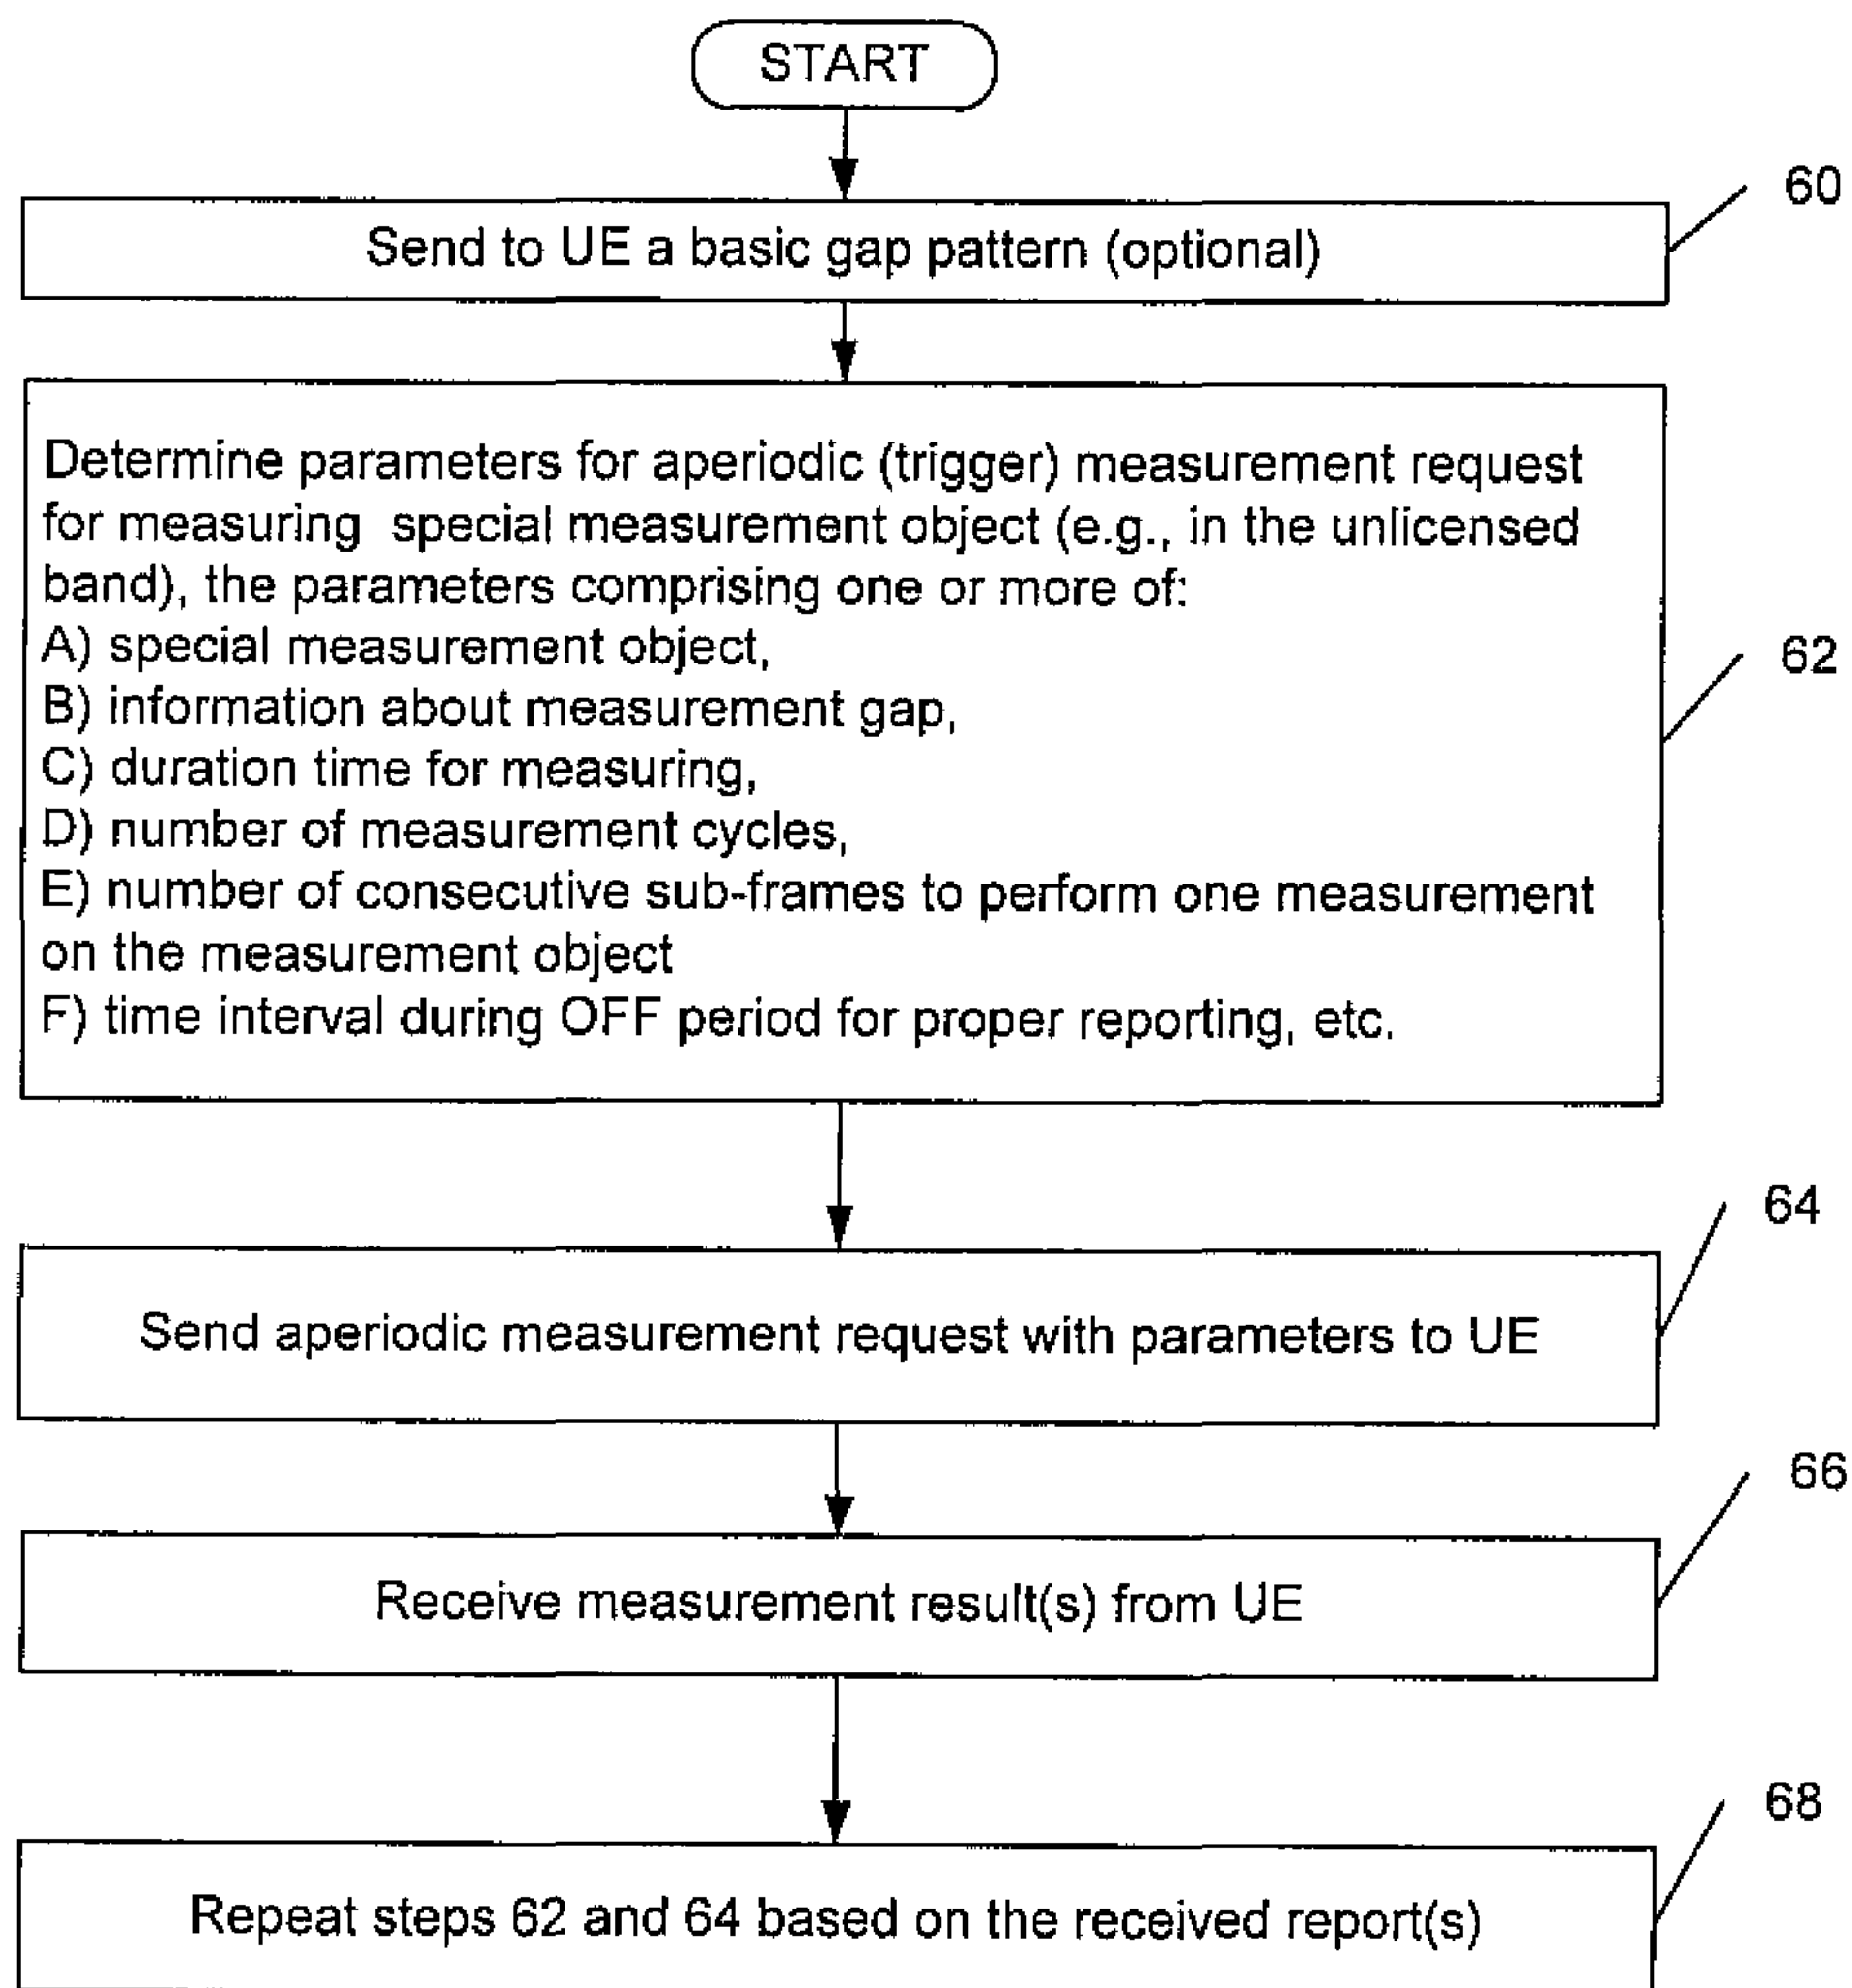 START
60
Send to UE a basic gap pattern (optional)
Determine parameters for aperiodic (trigger) measurement request
for measuring special measurement object (e.g., in the unlicensed
band), the parameters comprising one or more of:
A) special measurement object,
B) information about measurement gap,
C) duration time for measuring,
D) number of measurement cycles,
E) number of consecutive sub-frames to perform one measurement
on the measurement object
F) time interval during OFF period for proper reporting, etc.
62
64
Send aperiodic measurement request with parameters to UE
66
Receive measurement result(s) from UE
68
Repeat steps 62 and 64 based on the received report(s)